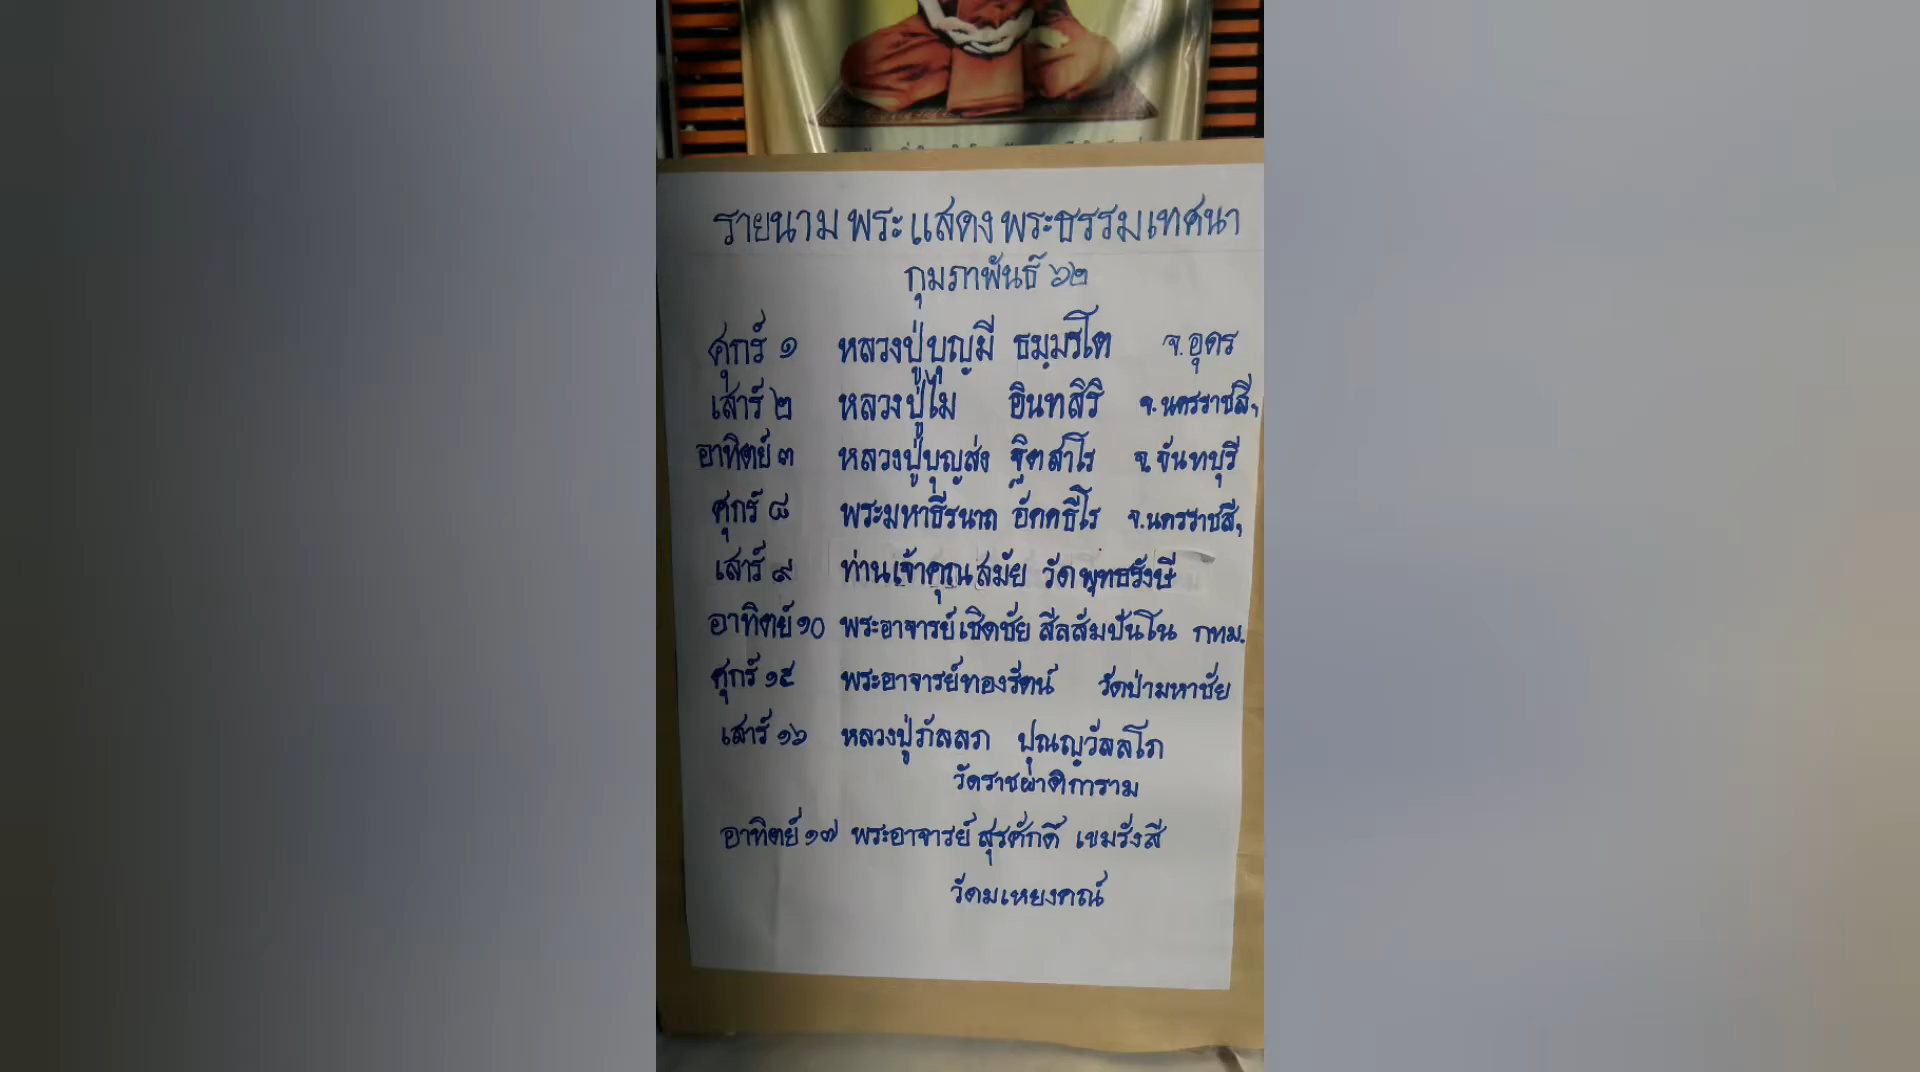 รายนามพระแสดงพระธรรมเทศนา
กุมภาพันธ์ ๖๒
ศุกร์ ๑ หลวงปู่บุญมี ธมฺมรโต จ.อุดร
เสาร์ ๒ หลวงปู่ไม อินทสิริ จ.นครราชสี,
อาทิตย์ ๓ หลวงปู่บุญส่ง ฐิตสาโร จ.จันทบุรี
ศุกร์ ๘ พระมหาธีรนาถ อัคคธีโร จ.นครราชสี,
เสาร์ ๙ ท่านเจ้าคุณสมัย วัดพุทธรังษี
อาทิตย์ ๑๐ พระอาจารย์เชิดชัย สีลสัมปันโน กทม.
ศุกร์ ๑๕ พระอาจารย์ทองรัตน์ วัดป่ามหาชัย
เสาร์ ๑๖ หลวงปู่ภัลลภ ปุณญวัลลโภ
วัดราชผาติการาม
อาทิตย์ ๑๗ พระอาจารย์สุรศักดิ์ เขมรังสี
วัดมเหยงคณ์